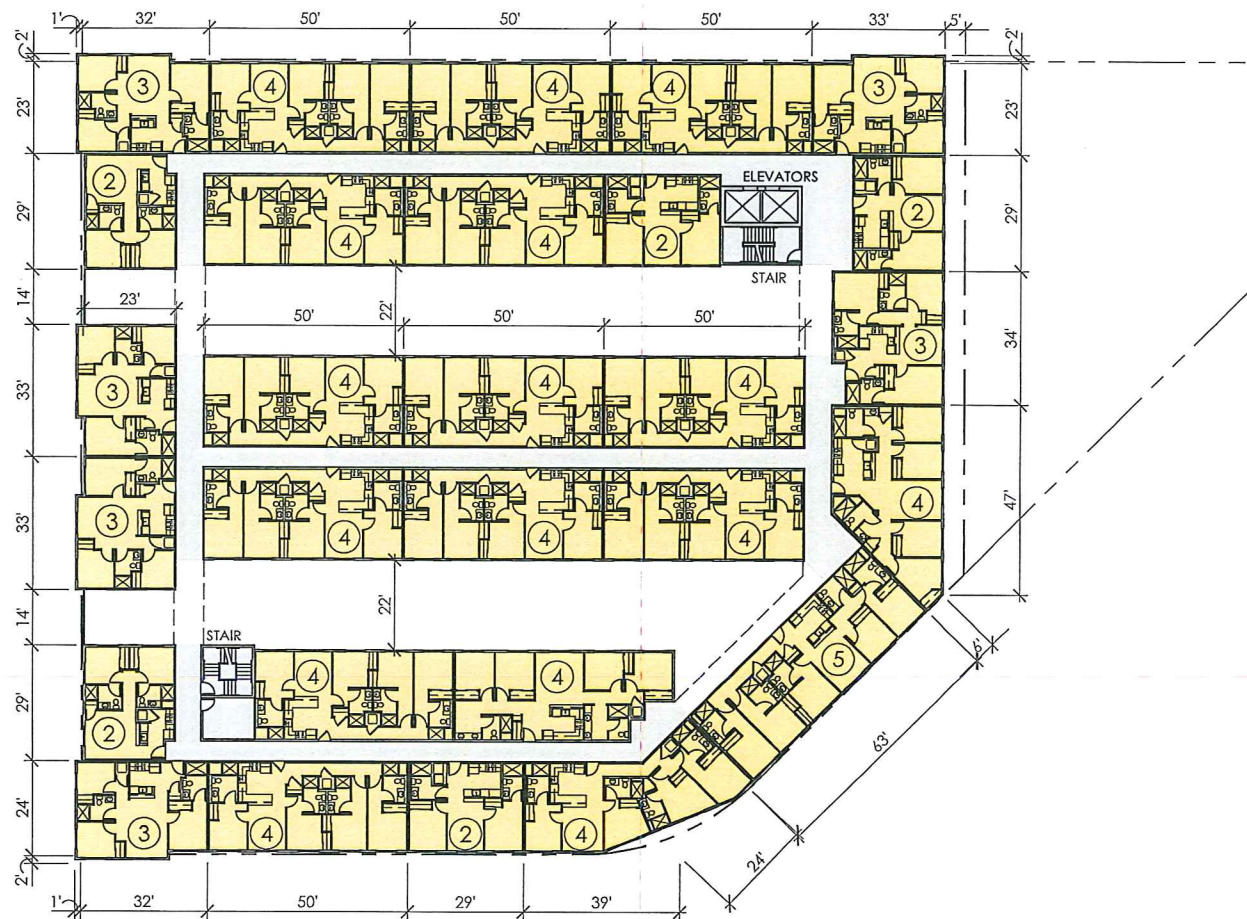 1' 32' 50' 50' 50' 33' 5'
2' 2'
3 4 4 4 3
23' 23'
ELEVATORS
2 2
29' 4 4 2 29'
STAIR
14' 23' 22' 34'
50' 50' 50'
3
33' 3 4 4 4
47'
4
33' 3 4 4 4
14' 22'
STAIR
6'
5
4 4
29' 2
63'
24' 3 4 2 4
24'
2'
1' 32' 50' 29' 39'